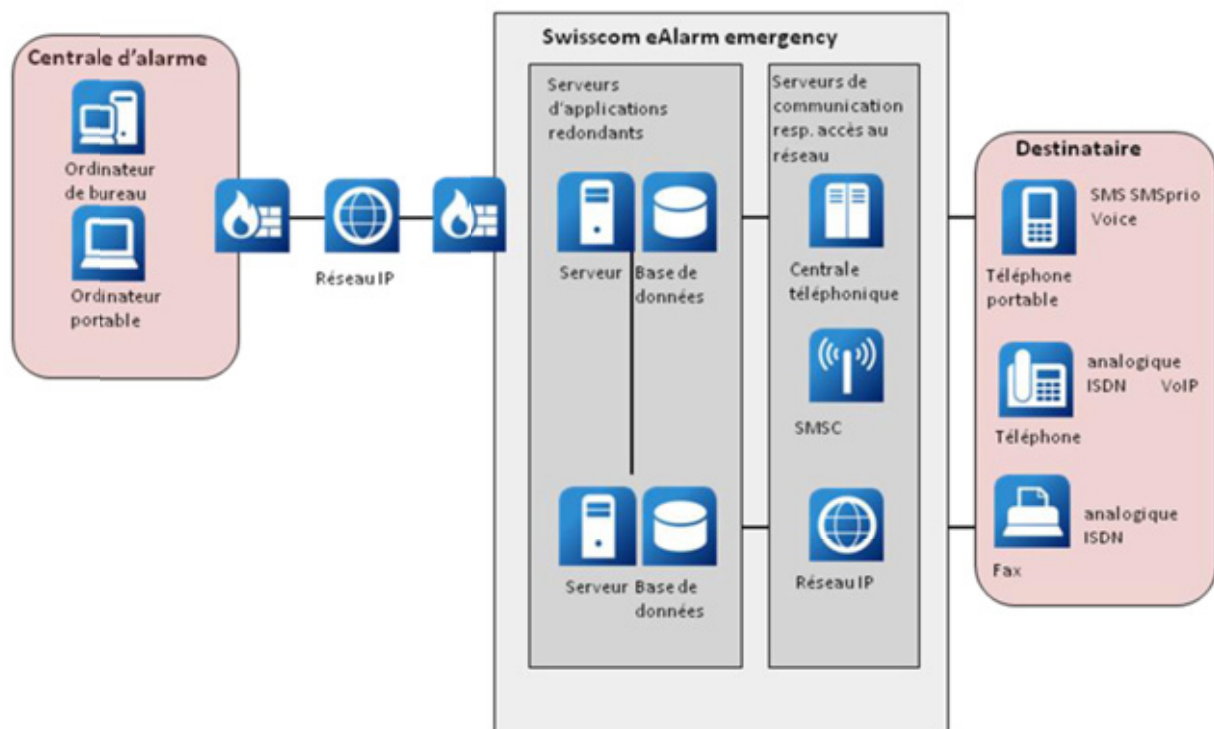 Centrale d'alarme
Ordinateur
de bureau
Ordinateur
portable
Réseau IP
Swisscom eAlarm emergency
Serveurs
d'applications
redondants
Serveur
Base de
données
Serveur
Base de
données
Serveurs de
communication
resp. accès au
réseau
Centrale
téléphonique
SMSC
Réseau IP
Destinataire
SMS SMSprio
Voice
Téléphone
portable
analogique
ISDN VoIP
Téléphone
analogique
ISDN
Fax